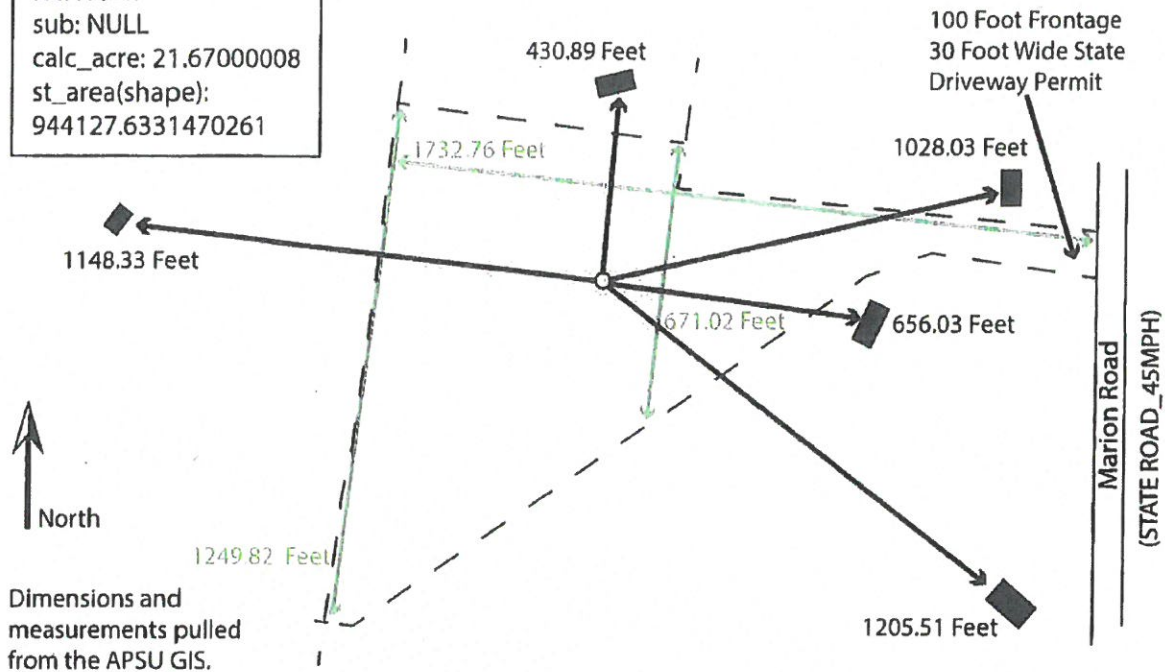 sub: NULL
calc_acre: 21.67000008
st_area(shape):
944127.6331470261
430.89 Feet
100 Foot Frontage
30 Foot Wide State
Driveway Permit
1732.76 Feet
1028.03 Feet
1148.33 Feet
671.02 Feet
656.03 Feet
Marion Road
(STATE ROAD_45MPH)
North
1249.82 Feet
Dimensions and
measurements pulled
from the APSU GIS.
1205.51 Feet